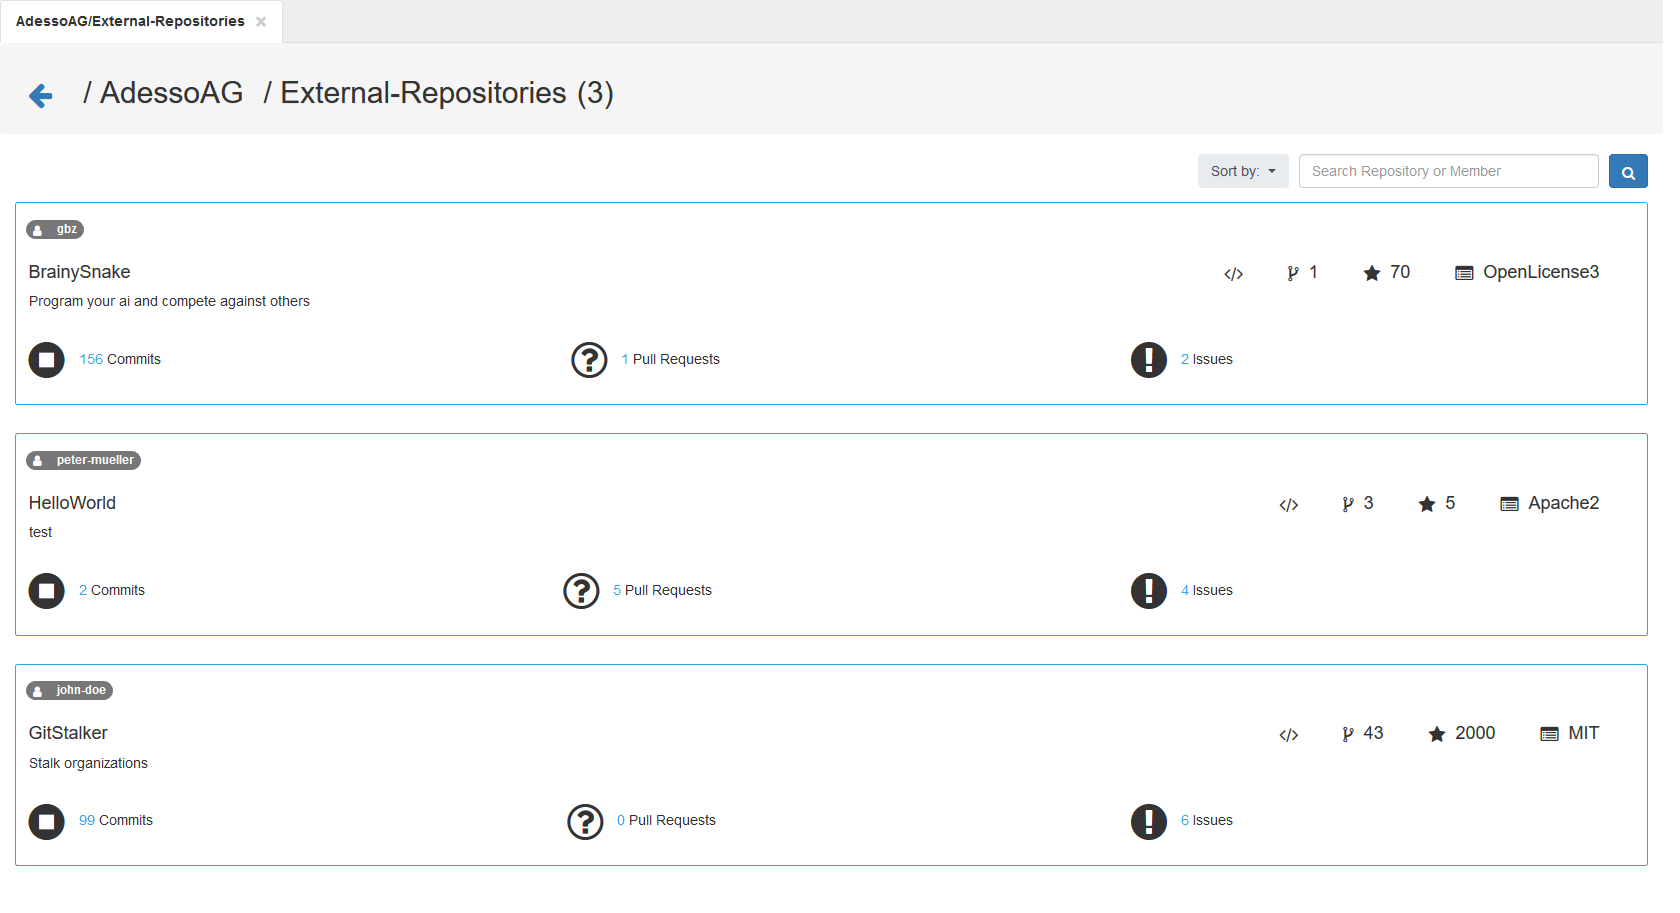 AdessoAG/External-Repositories ×
/ AdessoAG / External-Repositories (3)
Sort by: Search Repository or Member
gbz
BrainySnake </> 1 70 OpenLicense3
Program your ai and compete against others
156 Commits ? 1 Pull Requests ! 2 Issues
peter-mueller
HelloWorld </> 3 5 Apache2
test
2 Commits ? 5 Pull Requests ! 4 Issues
john-doe
GitStalker </> 43 2000 MIT
Stalk organizations
99 Commits ? 0 Pull Requests ! 6 Issues